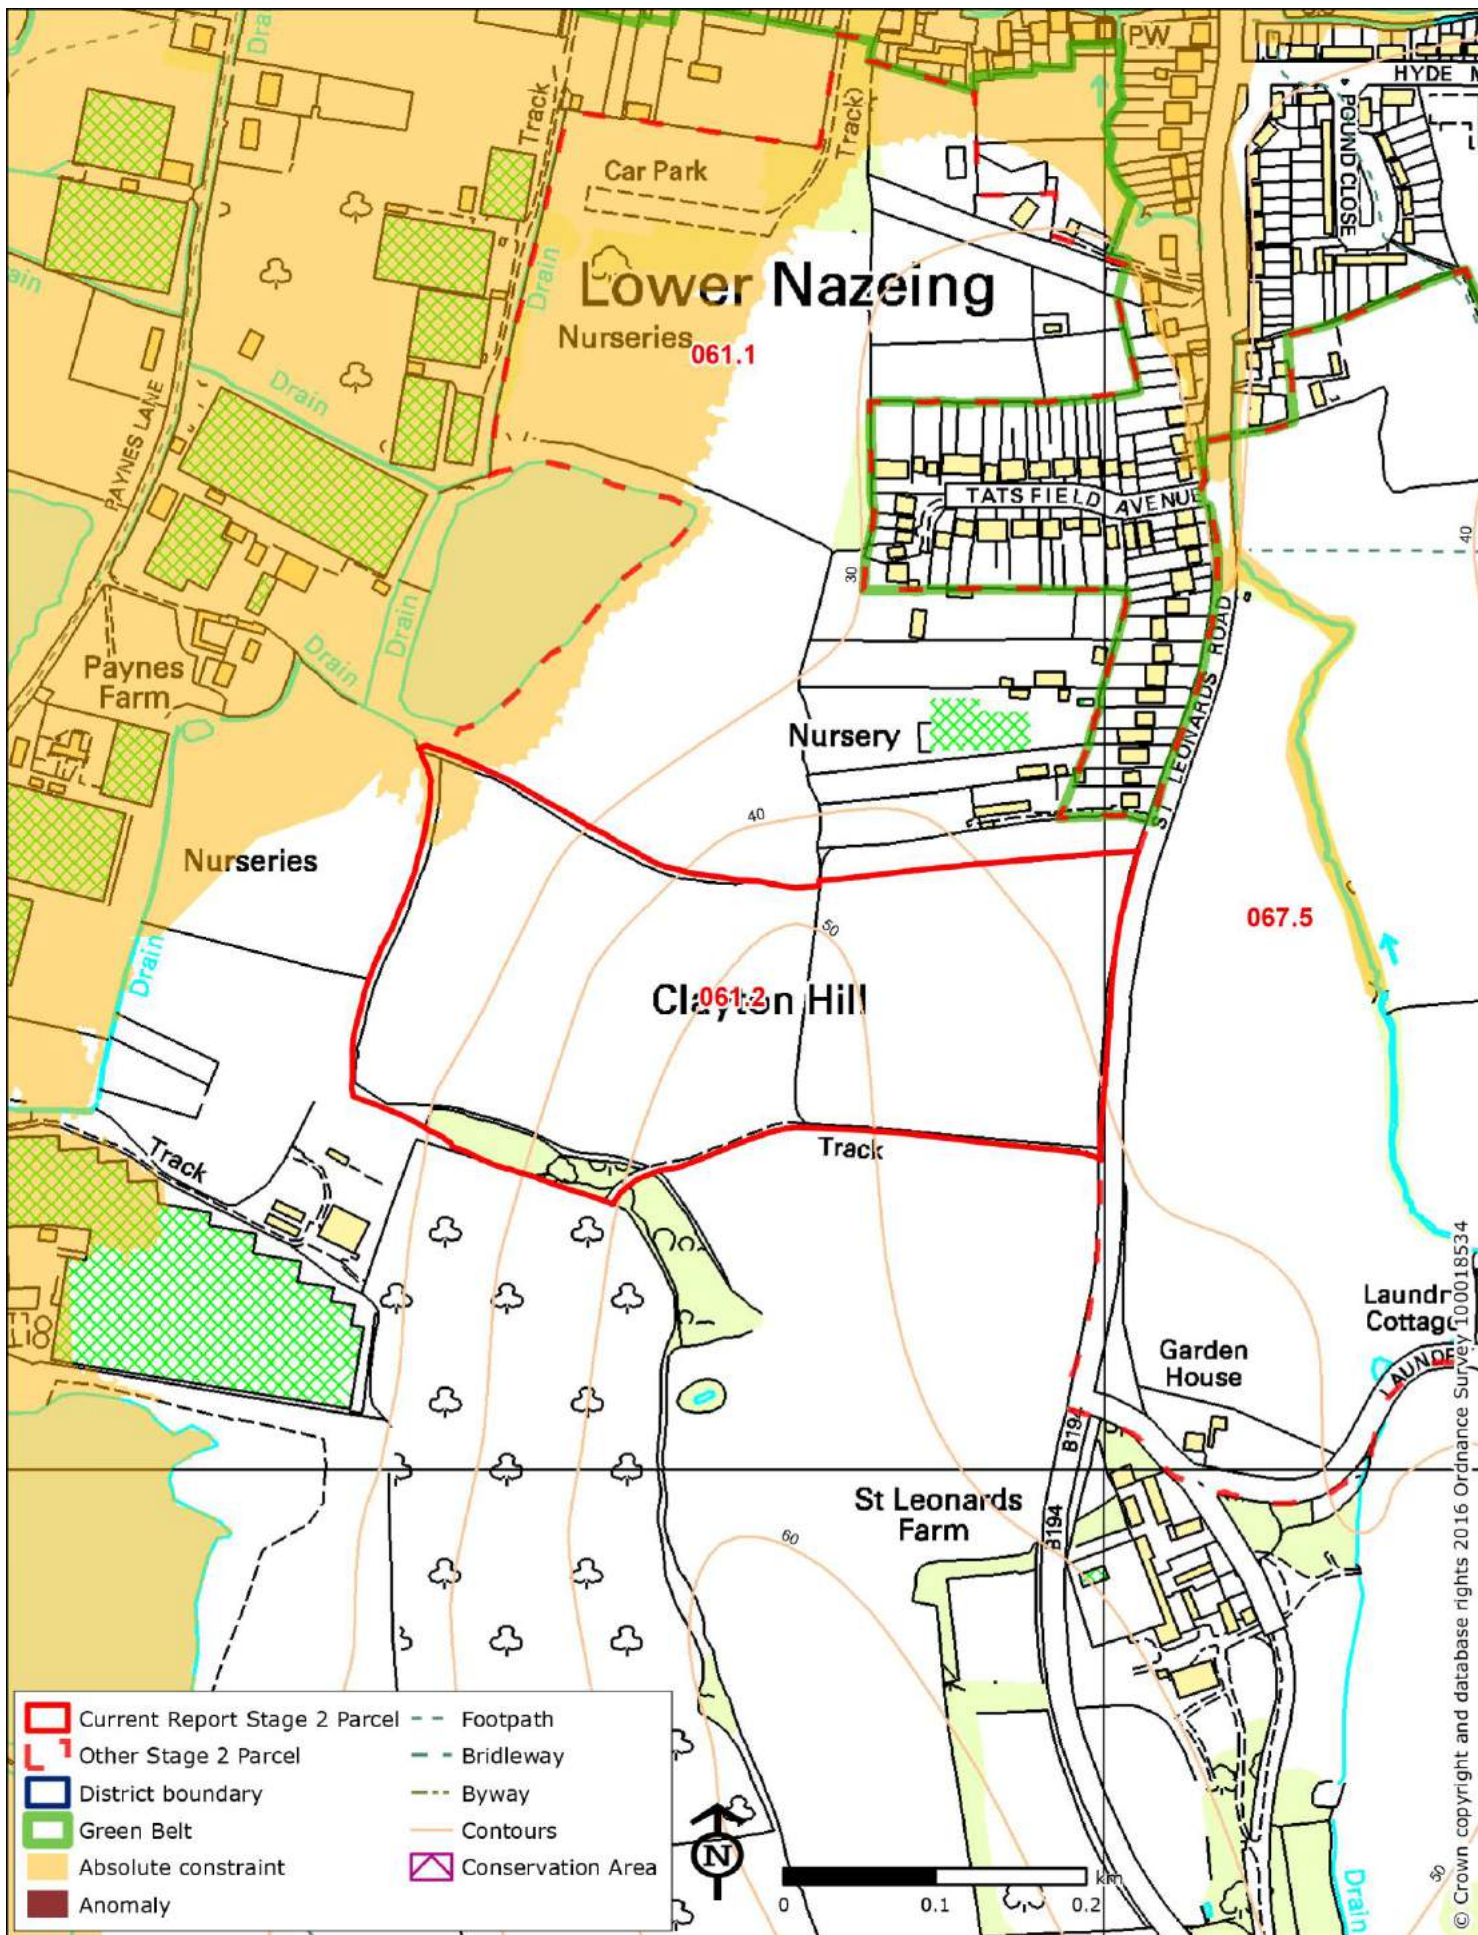 Drain
PW
HYDE
POUND CLOSE
Track
Track
Car Park
Drain
Lower Nazeing
Nurseries
061.1
Drain
PAYNES LANE
TATSFIELD AVENUE
40
30
Drain
Drain
ST LEONARDS ROAD
Paynes
Farm
Nursery
40
Nurseries
067.5
50
Drain
Clayton Hill
061.2
Track
Track
Laundr
Cottage
Garden
House
LAUNDE
B194
St Leonards
Farm
B194
60
50
Drain
Current Report Stage 2 Parcel
Other Stage 2 Parcel
District boundary
Green Belt
Absolute constraint
Anomaly
Footpath
Bridleway
Byway
Contours
Conservation Area
N
km
0 0.1 0.2
© Crown copyright and database rights 2016 Ordnance Survey 100018534